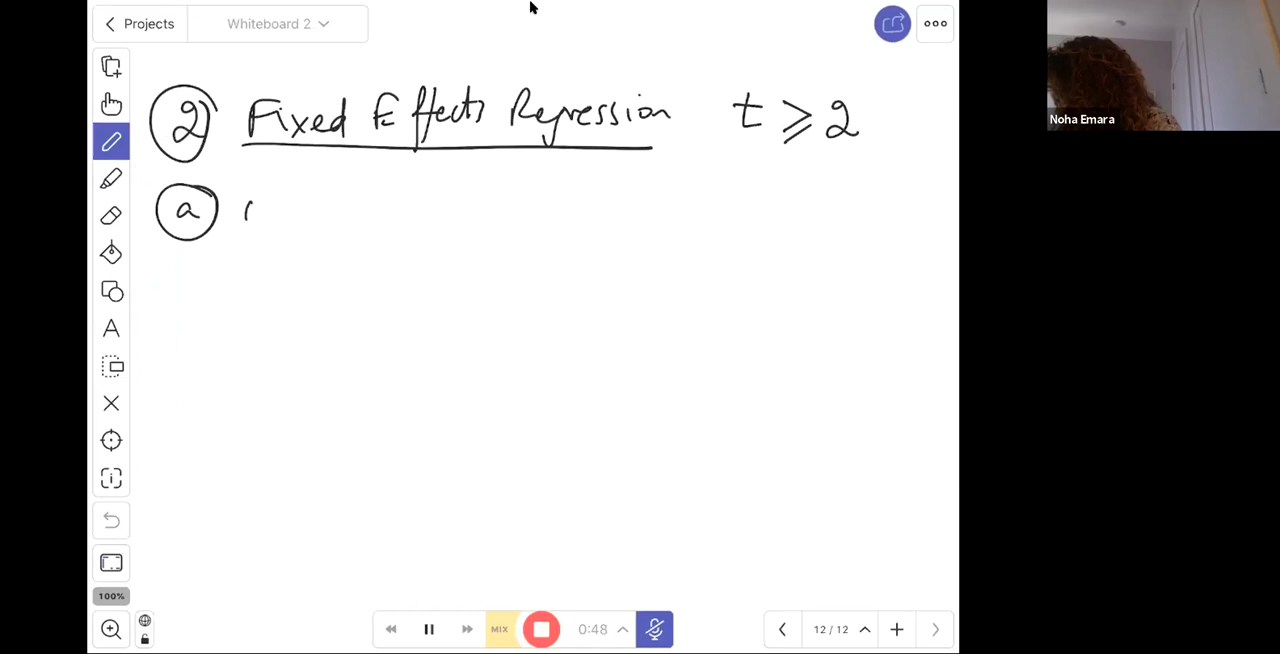 Projects
Whiteboard 2
Noha Emara
2 Fixed Effects Regression t ⩾ 2
a
A
100%
MIX
0:48
12 / 12